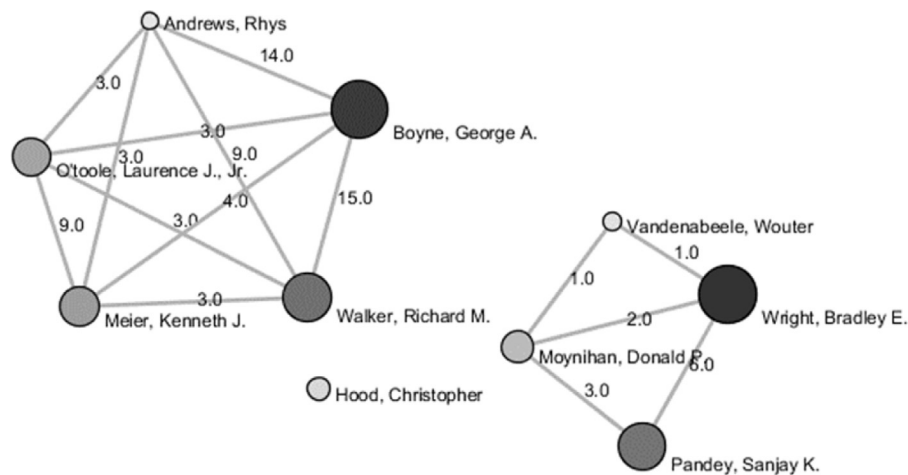 Andrews, Rhys
14.0
3.0
Boyne, George A.
3.0
3.0
9.0
O'toole, Laurence J., Jr.
4.0
15.0
9.0
3.0
3.0
Meier, Kenneth J.
Walker, Richard M.
Vandenabeele, Wouter
1.0
1.0
2.0
Wright, Bradley E.
Moynihan, Donald P.
6.0
3.0
Hood, Christopher
Pandey, Sanjay K.